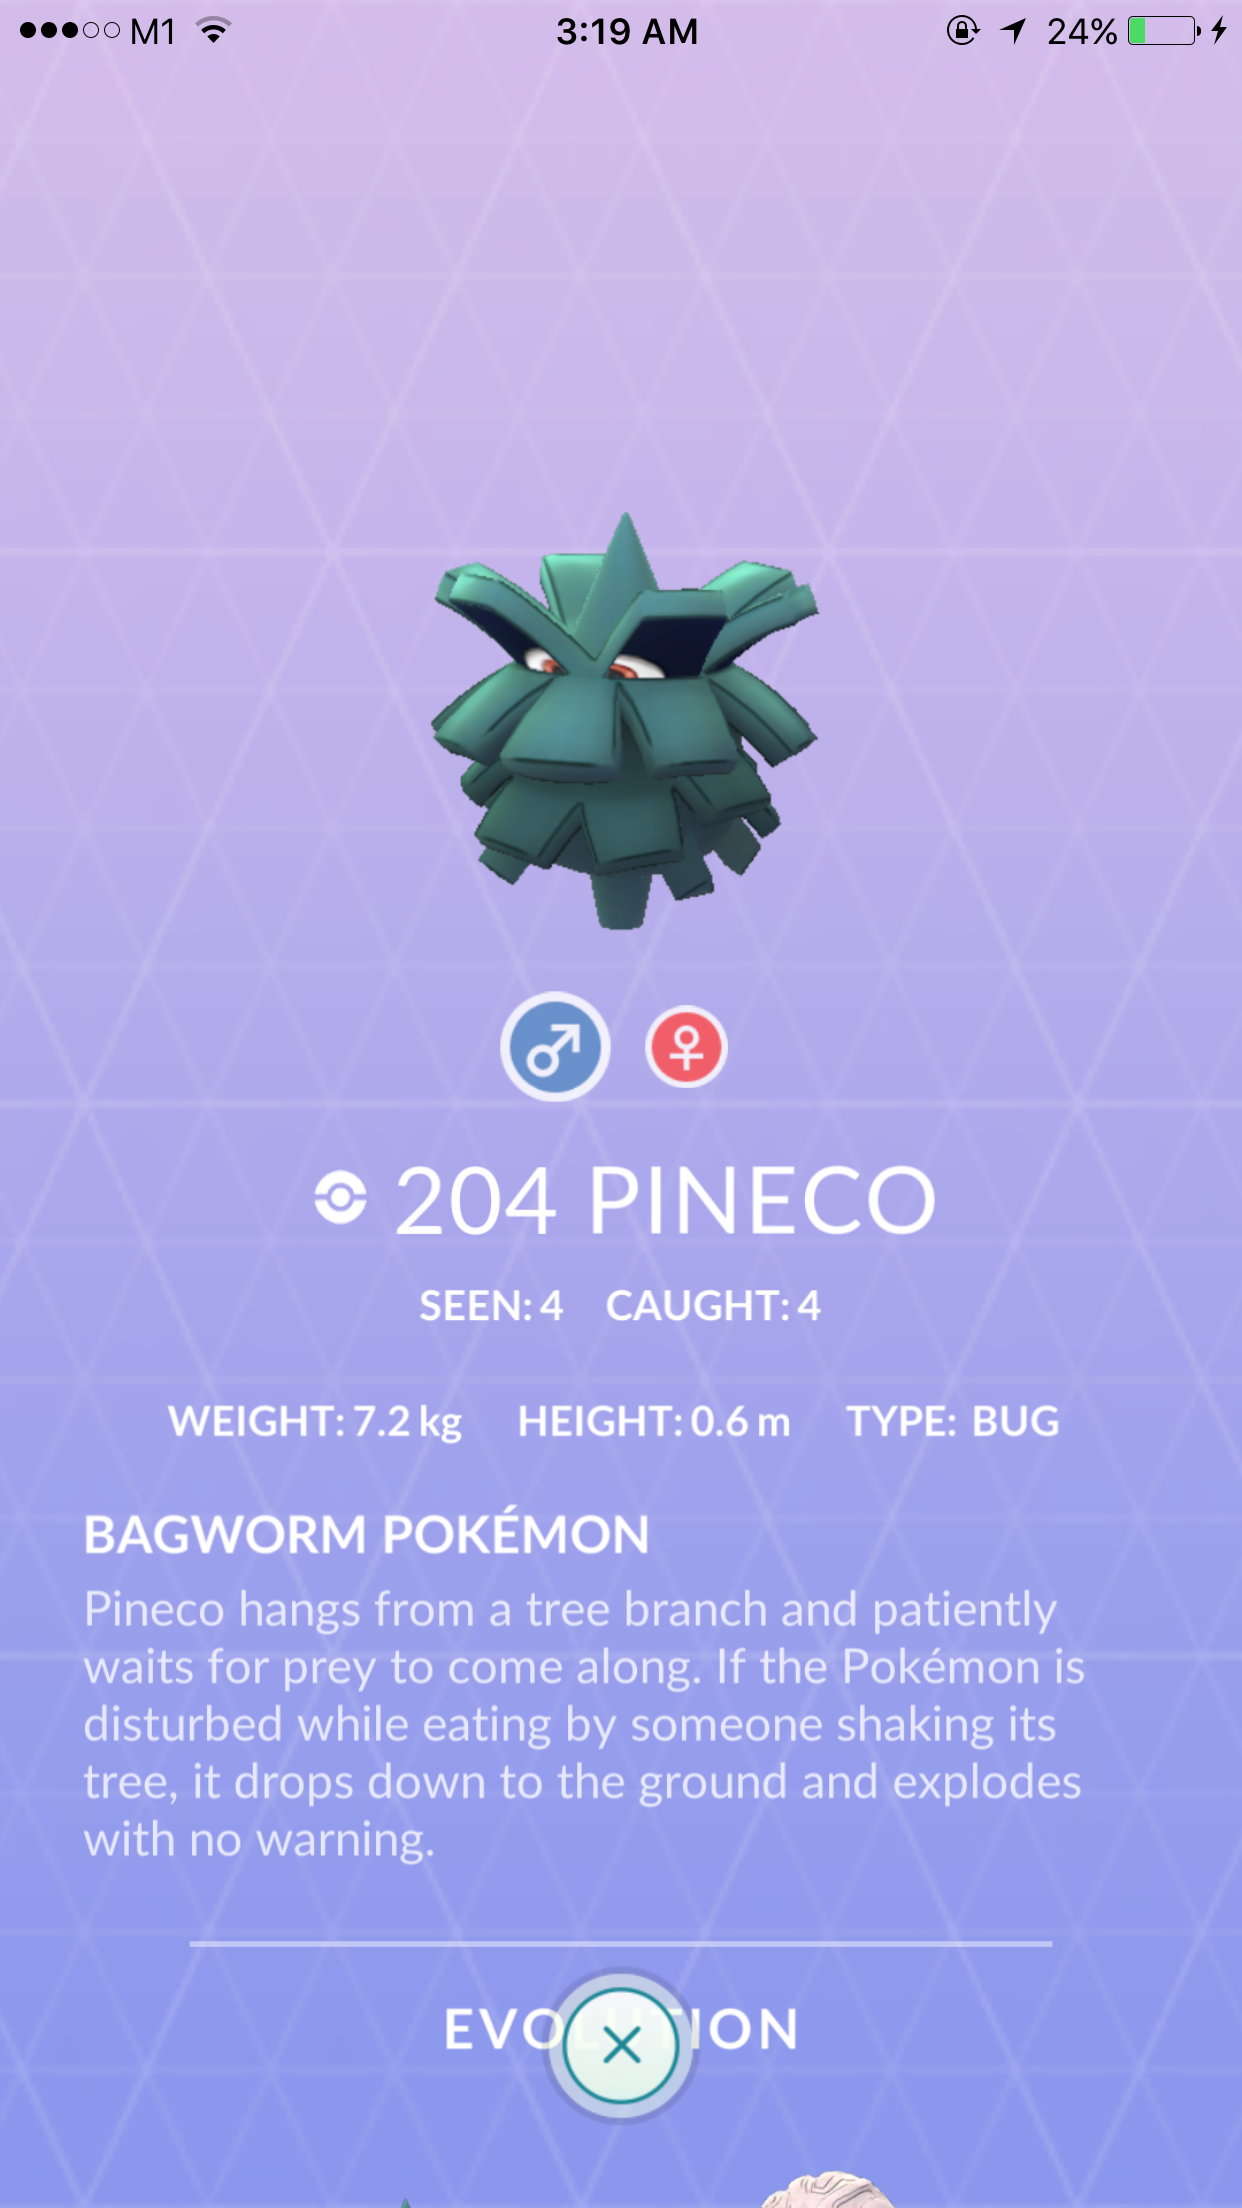 M1 3:19 AM 24%
204 PINECO
SEEN: 4 CAUGHT: 4
WEIGHT: 7.2 kg HEIGHT: 0.6 m TYPE: BUG
BAGWORM POKÉMON
Pineco hangs from a tree branch and patiently
waits for prey to come along. If the Pokémon is
disturbed while eating by someone shaking its
tree, it drops down to the ground and explodes
with no warning.
EVOLUTION